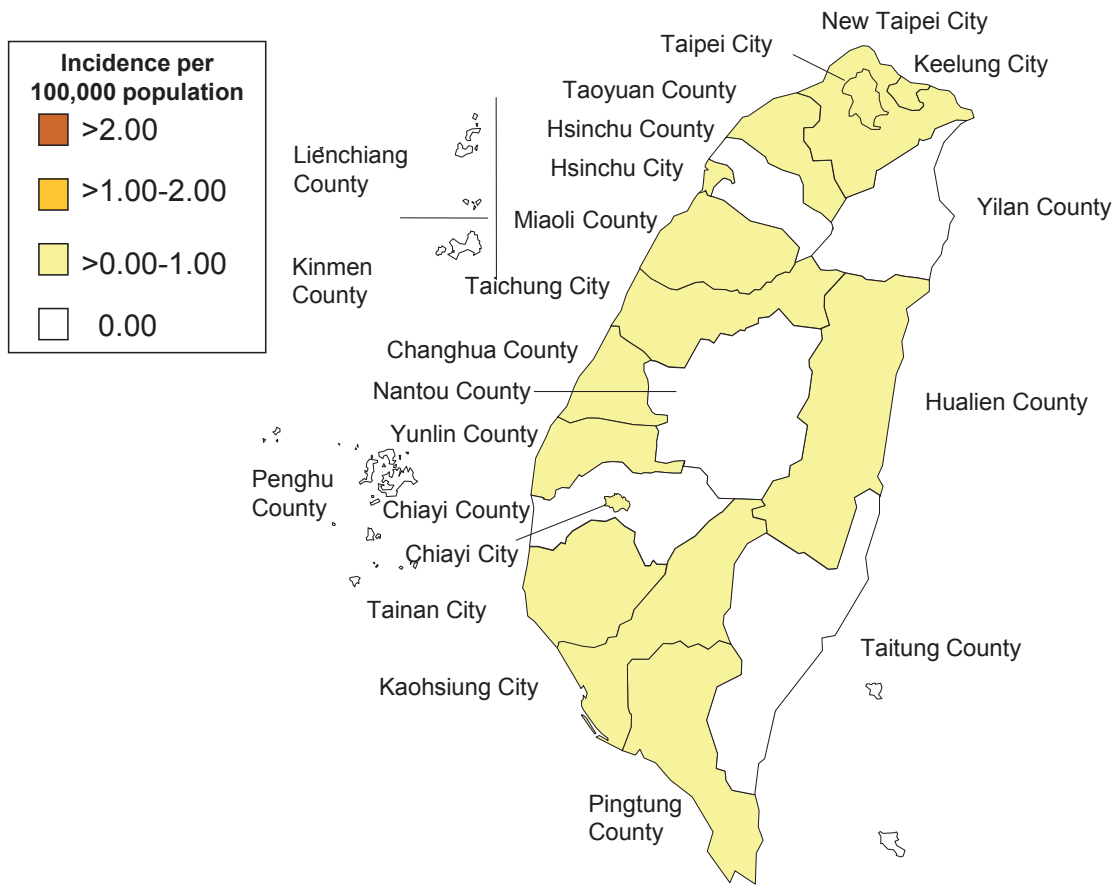 Incidence per
100,000 population
>2.00
>1.00-2.00
>0.00-1.00
0.00
New Taipei City
Taipei City
Keelung City
Taoyuan County
Hsinchu County
Lienchiang
County
Hsinchu City
Miaoli County
Yilan County
Kinmen
County
Taichung City
Changhua County
Nantou County
Hualien County
Yunlin County
Penghu
County
Chiayi County
Chiayi City
Tainan City
Taitung County
Kaohsiung City
Pingtung
County